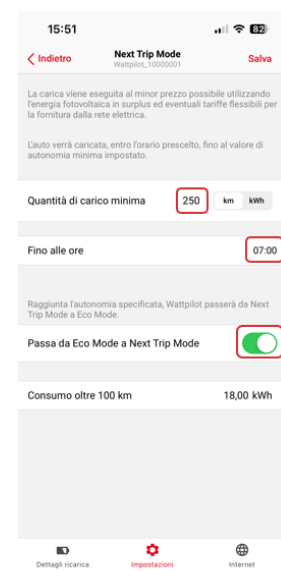 15:51
82
Indietro
Next Trip Mode
Wattpilot_10000001
Salva
La carica viene eseguita al minor prezzo possibile utilizzando
l'energia fotovoltaica in surplus ed eventuali tariffe flessibili per
la fornitura dalla rete elettrica.
L'auto verrà caricata, entro l'orario prescelto, fino al valore di
autonomia minima impostato.
Quantità di carico minima 250 km kWh
Fino alle ore 07:00
Raggiunta l'autonomia specificata, Wattpilot passerà da Next
Trip Mode a Eco Mode.
Passa da Eco Mode a Next Trip Mode
Consumo oltre 100 km 18,00 kWh
Dettagli ricarica Impostazioni Internet